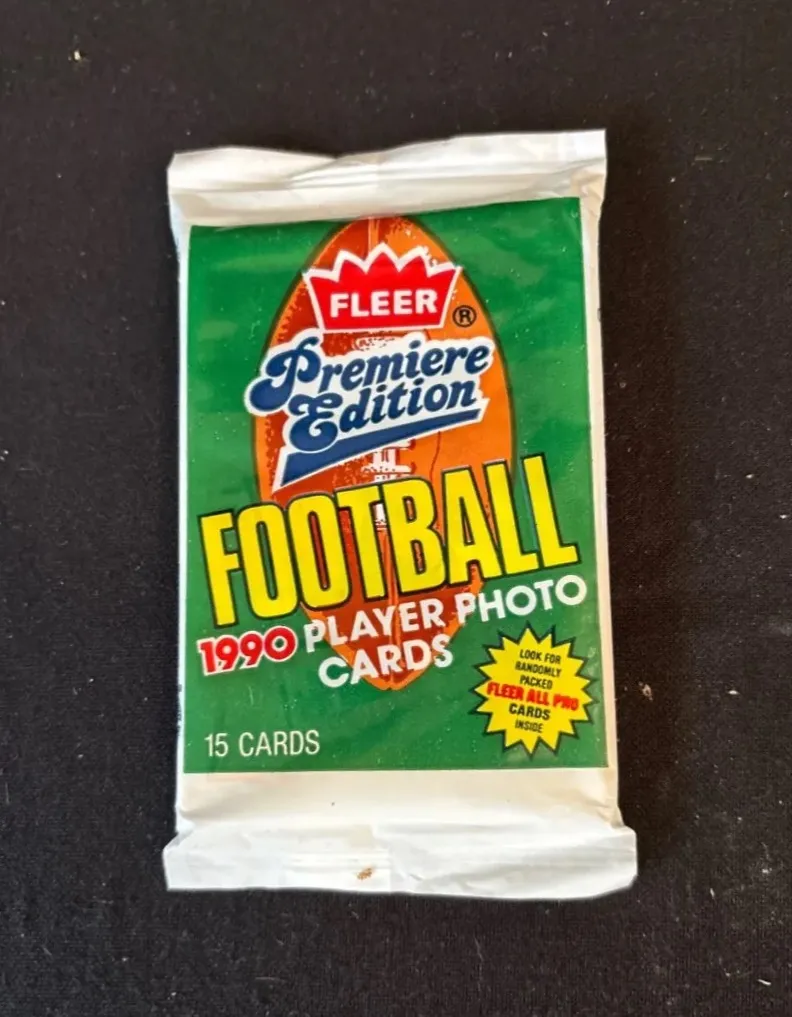 FLEER ®
Premiere
Edition
FOOTBALL
1990 PLAYER PHOTO
CARDS
LOOK FOR
RANDOMLY
PACKED
FLEER ALL PRO
CARDS
INSIDE
15 CARDS